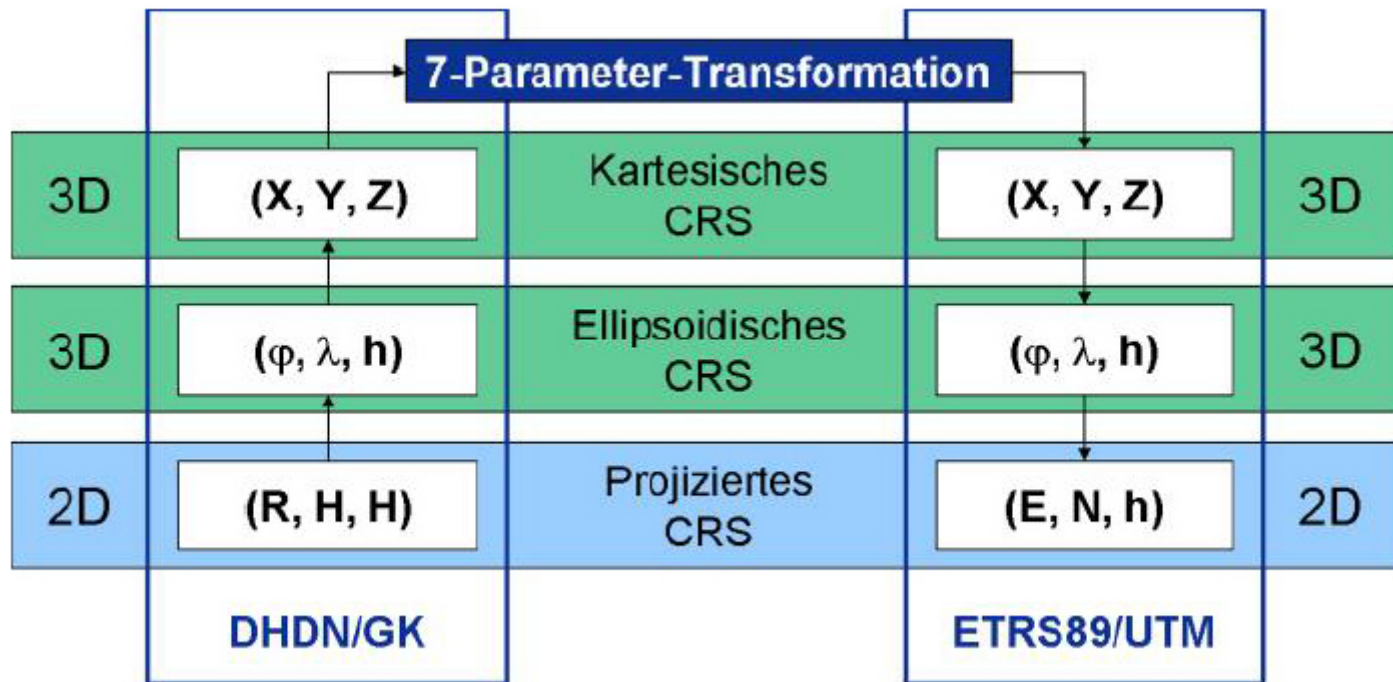 7-Parameter-Transformation
3D
(X, Y, Z)
Kartesisches
CRS
(X, Y, Z)
3D
3D
(φ, λ, h)
Ellipsoidisches
CRS
(φ, λ, h)
3D
2D
(R, H, H)
Projiziertes
CRS
(E, N, h)
2D
DHDN/GK
ETRS89/UTM